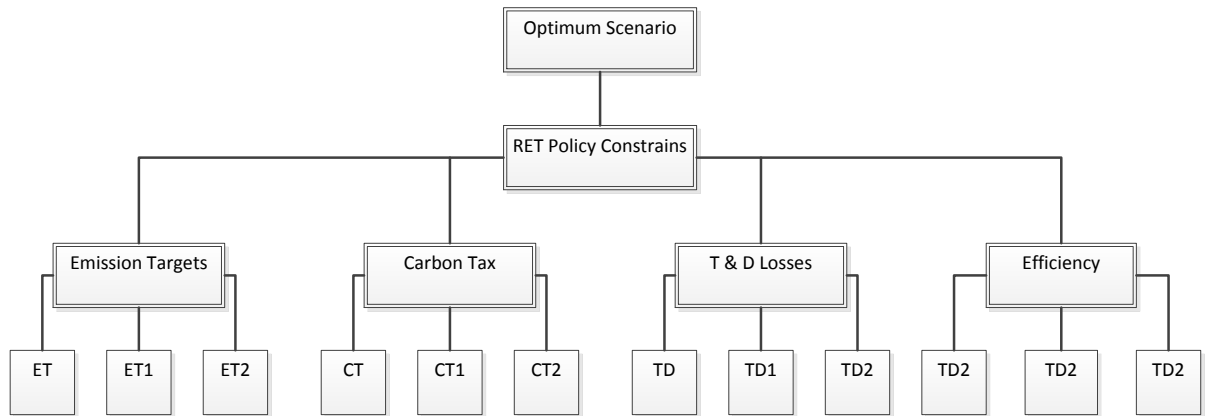 Optimum Scenario
RET Policy Constrains
Emission Targets
Carbon Tax
T & D Losses
Efficiency
ET
ET1
ET2
CT
CT1
CT2
TD
TD1
TD2
TD2
TD2
TD2